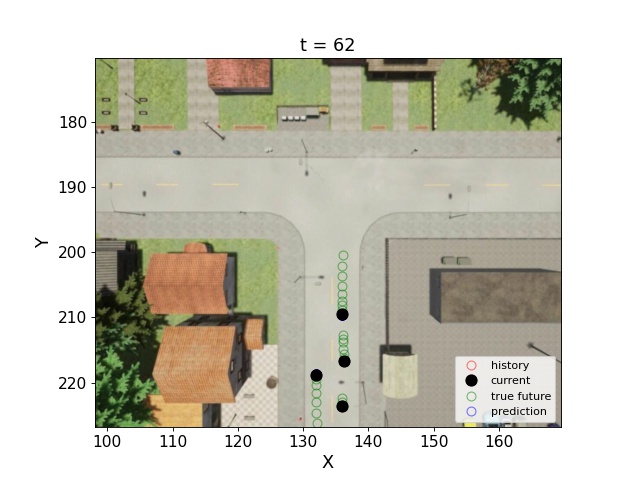 t = 62
Y
180
190
200
210
220
100
110
120
130
140
150
160
X
history
current
true future
prediction